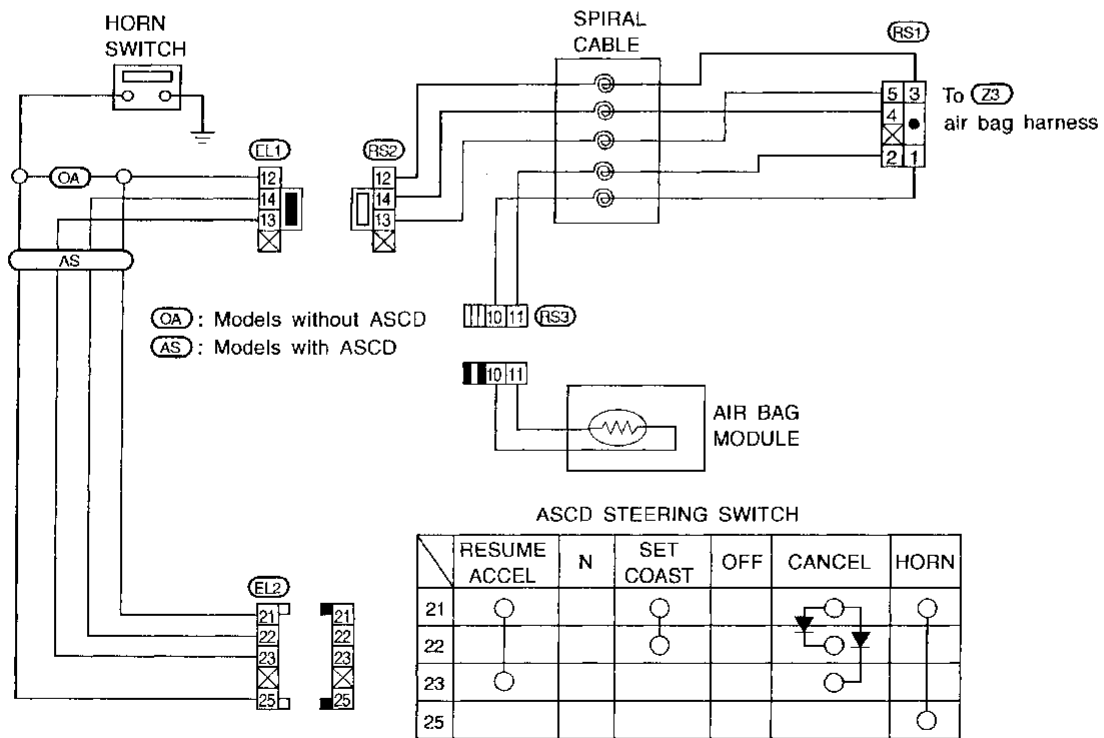 HORN
SWITCH
SPIRAL
CABLE
RS1
5 3
4
2 1
To Z3
air bag harness
EL1
12
14
13
RS2
12
14
13
OA
AS
OA : Models without ASCD
AS : Models with ASCD
10 11
RS3
10 11
AIR BAG
MODULE
EL2
21
22
23
25
21
22
23
25
ASCD STEERING SWITCH
RESUME ACCEL N SET COAST OFF CANCEL HORN
21
22
23
25